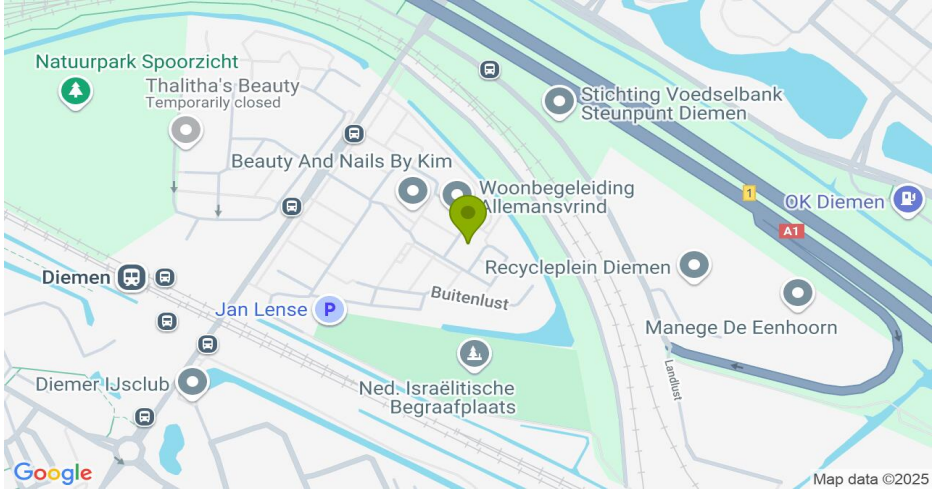 Natuurpark Spoorzicht
Thalitha's Beauty
Temporarily closed
Stichting Voedselbank
Steunpunt Diemen
Beauty And Nails By Kim
Woonbegeleiding
Allemansvrind
1
OK Diemen
A1
Diemen
Recycleplein Diemen
Buitenlust
Jan Lense
P
Manege De Eenhoorn
Diemer IJsclub
Ned. Israëlitische
Begraafplaats
Landlust
Google
Map data ©2025